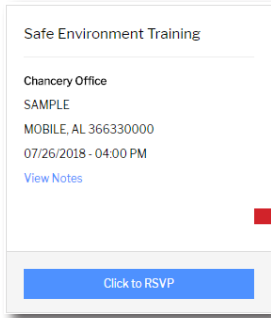 Safe Environment Training
Chancery Office
SAMPLE
MOBILE, AL 366330000
07/26/2018 - 04:00 PM
View Notes
Click to RSVP